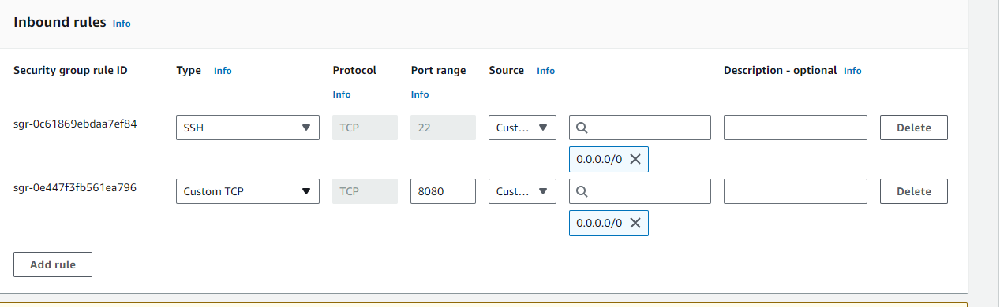 Inbound rules Info
Security group rule ID Type Info Protocol Info Port range Info Source Info Description - optional Info
sgr-0c61869ebdaa7ef84 SSH TCP 22 Cust... Delete
0.0.0.0/0
sgr-0e447f3fb561ea796 Custom TCP TCP 8080 Cust... Delete
0.0.0.0/0
Add rule